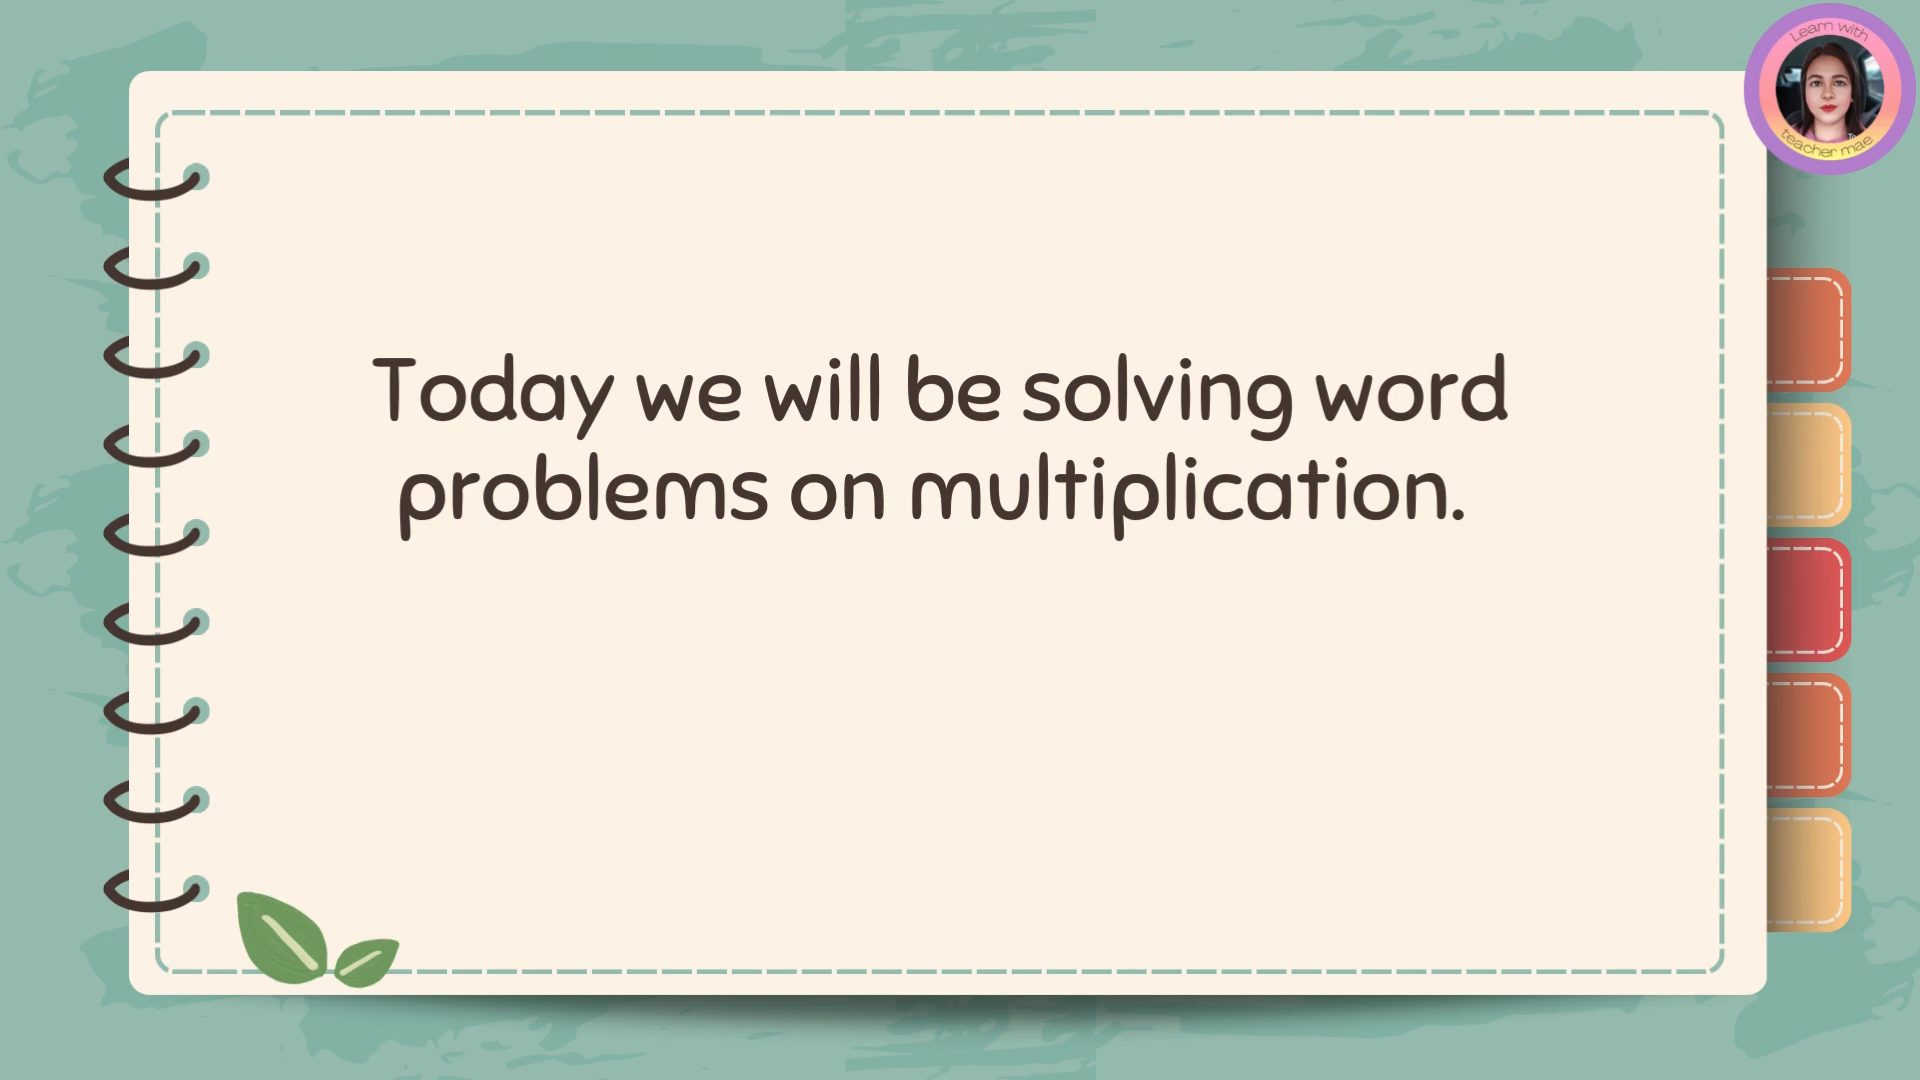 Learn with
teacher mae
Today we will be solving word
problems on multiplication.